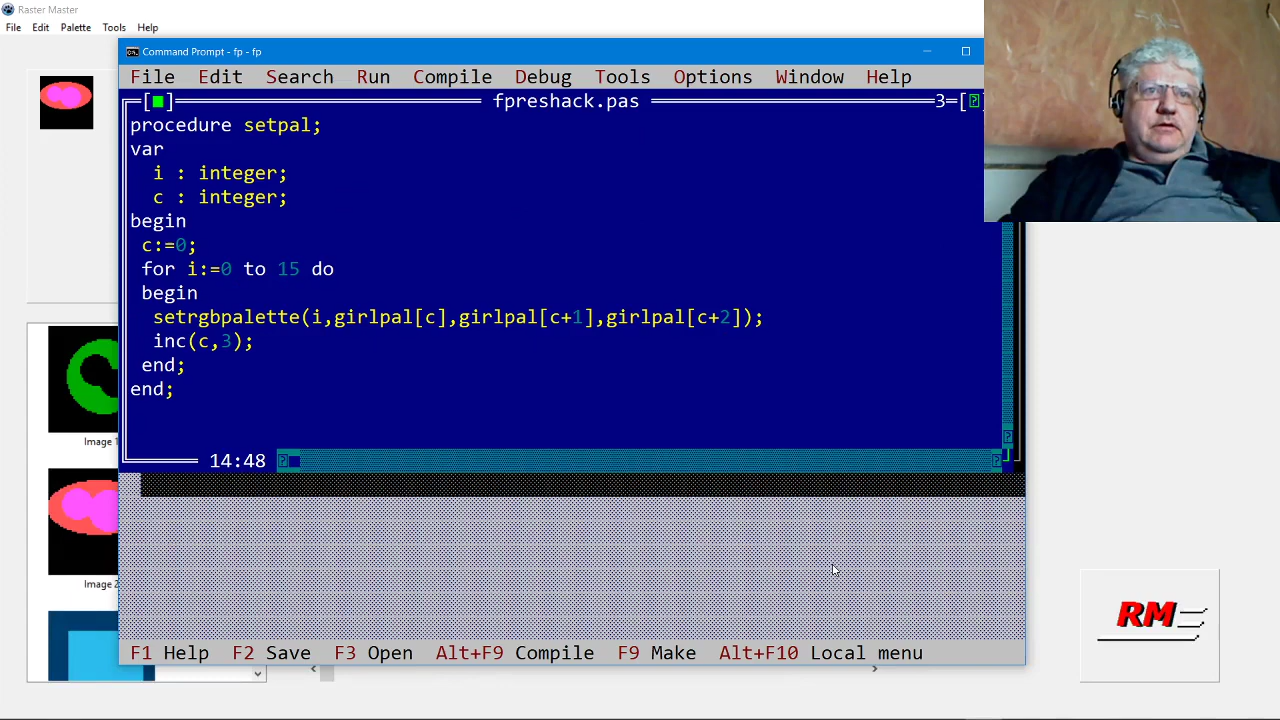 Raster Master
File Edit Palette Tools Help
Command Prompt - fp - fp
File Edit Search Run Compile Debug Tools Options Window Help
fpreshack.pas 3
procedure setpal;
var
i : integer;
c : integer;
begin
c:=0;
for i:=0 to 15 do
begin
setrgbpalette(i,girlpal[c],girlpal[c+1],girlpal[c+2]);
inc(c,3);
end;
end;
14:48
Image
Image
F1 Help F2 Save F3 Open Alt+F9 Compile F9 Make Alt+F10 Local menu
RM